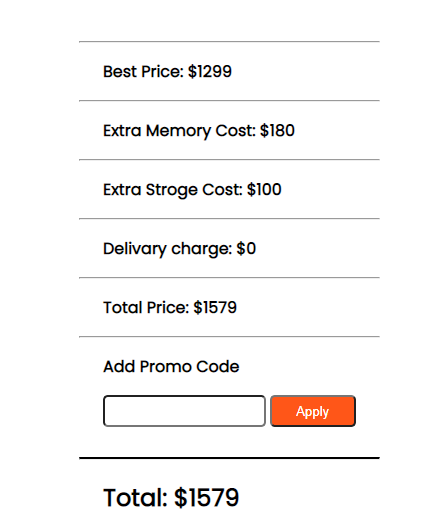 Best Price: $1299
Extra Memory Cost: $180
Extra Stroge Cost: $100
Delivary charge: $0
Total Price: $1579
Add Promo Code
Apply
Total: $1579